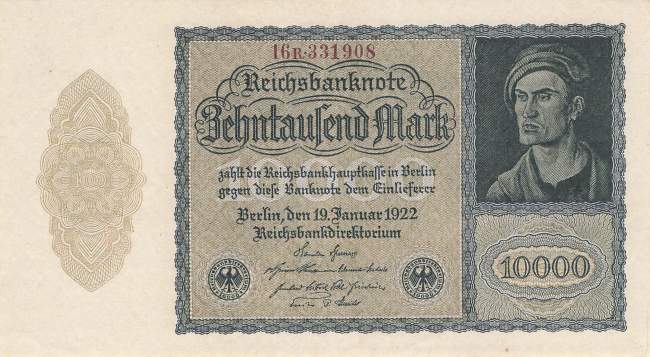 16R·331908
Reichsbanknote
Zehntausend Mark
zahlt die Reichsbankhauptkasse in Berlin
gegen diese Banknote dem Einlieferer
Berlin, den 19. Januar 1922
Reichsbankdirektorium
10000